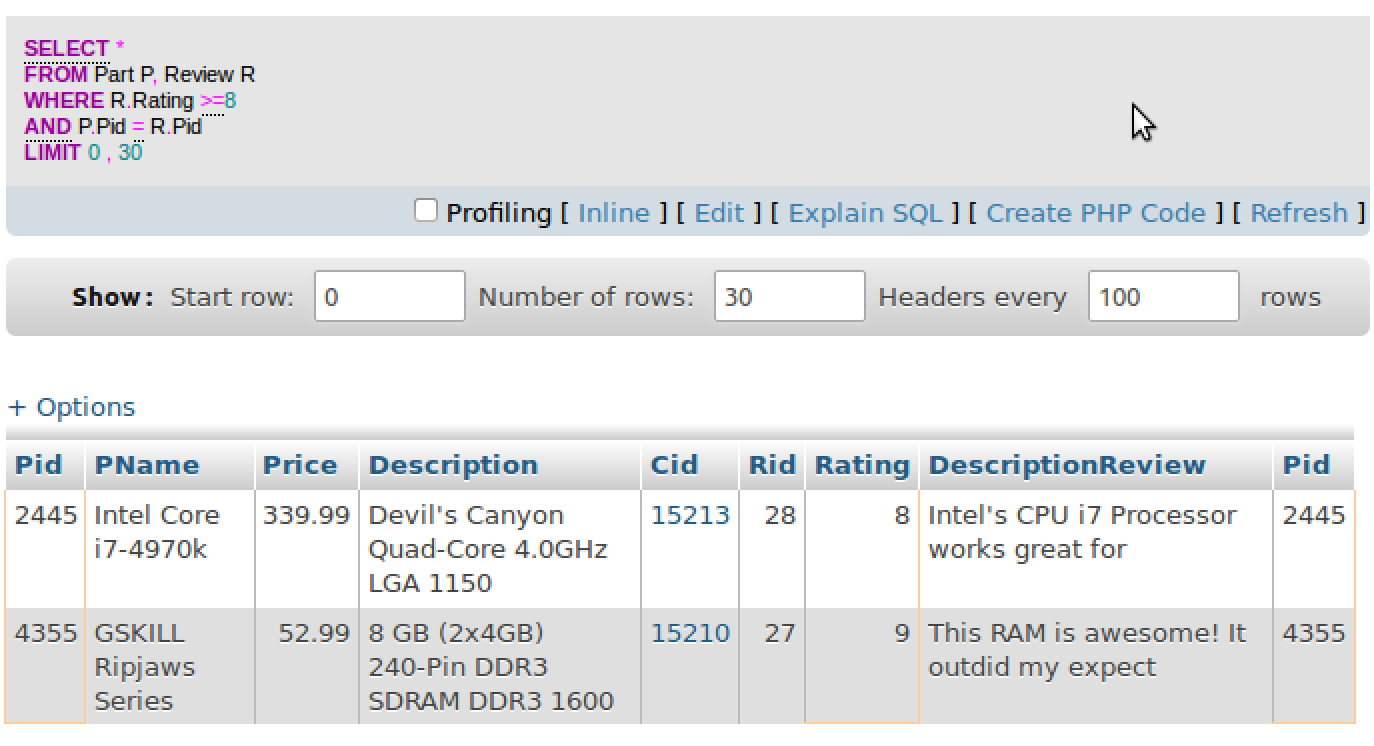 SELECT *
FROM Part P, Review R
WHERE R.Rating >=8
AND P.Pid = R.Pid
LIMIT 0 , 30
Profiling [ Inline ] [ Edit ] [ Explain SQL ] [ Create PHP Code ] [ Refresh ]
Show : Start row: 0 Number of rows: 30 Headers every 100 rows
+ Options
Pid PName Price Description Cid Rid Rating DescriptionReview Pid
2445 Intel Core 339.99 Devil's Canyon 15213 28 8 Intel's CPU i7 Processor 2445
i7-4970k Quad-Core 4.0GHz works great for
LGA 1150
4355 GSKILL 52.99 8 GB (2x4GB) 15210 27 9 This RAM is awesome! It 4355
Ripjaws 240-Pin DDR3 outdid my expect
Series SDRAM DDR3 1600